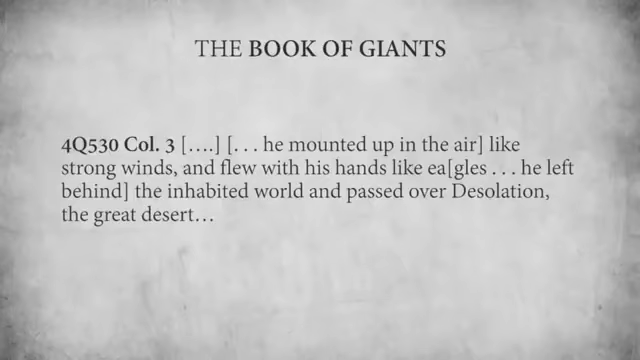 THE BOOK OF GIANTS
4Q530 Col. 3 [….] [. . . he mounted up in the air] like
strong winds, and flew with his hands like ea[gles . . . he left
behind] the inhabited world and passed over Desolation,
the great desert…